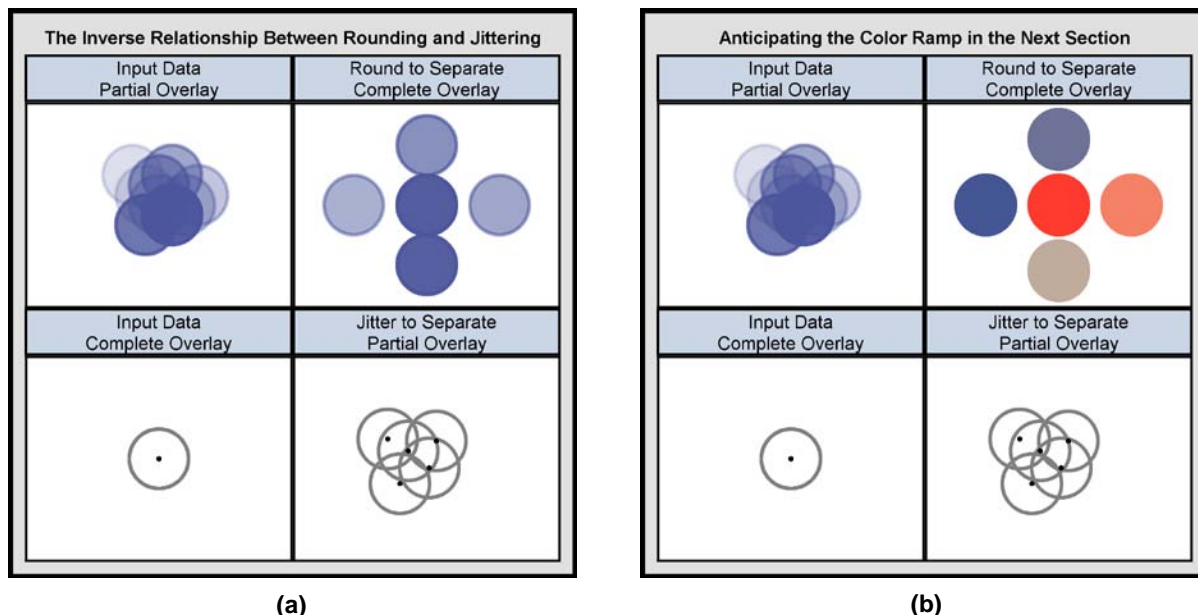 The Inverse Relationship Between Rounding and Jittering
Input Data
Partial Overlay
Round to Separate
Complete Overlay
Input Data
Complete Overlay
Jitter to Separate
Partial Overlay
(a)
Anticipating the Color Ramp in the Next Section
Input Data
Partial Overlay
Round to Separate
Complete Overlay
Input Data
Complete Overlay
Jitter to Separate
Partial Overlay
(b)